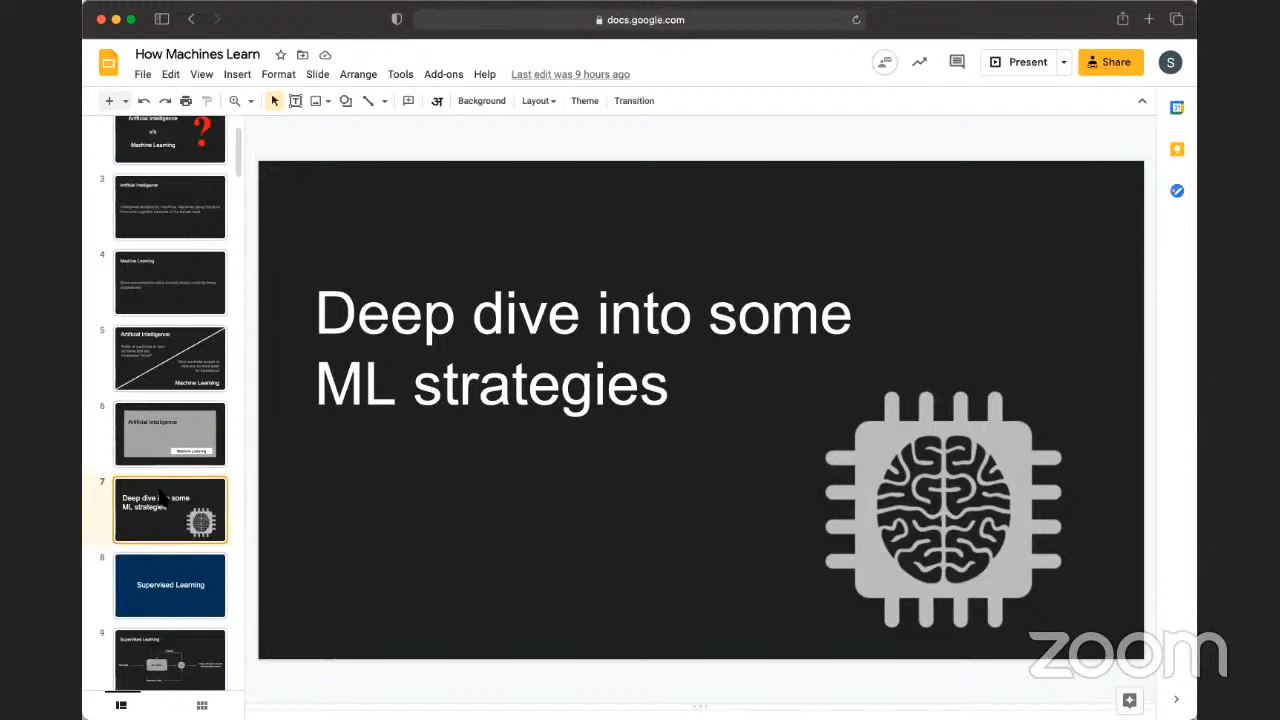 docs.google.com
How Machines Learn
File Edit View Insert Format Slide Arrange Tools Add-ons Help Last edit was 9 hours ago
Present
Share
S
अ
Background Layout Theme Transition
Artificial Intelligence
v/s
Machine Learning
?
3
Artificial Intelligence
4
Machine Learning
5
Artificial Intelligence
Machine Learning
6
Artificial Intelligence
Machine Learning
7
Deep dive into some
ML strategies
8
Supervised Learning
9
Supervised Learning
Deep dive into some
ML strategies
zoom